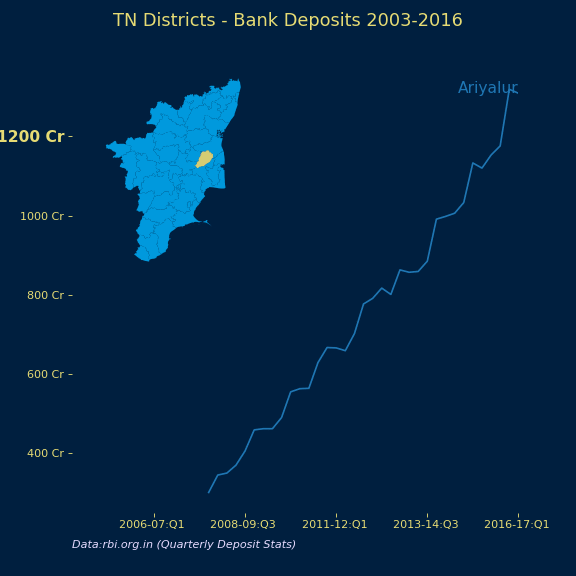 TN Districts - Bank Deposits 2003-2016
Ariyalur
1200 Cr
1000 Cr
800 Cr
600 Cr
400 Cr
2006-07:Q1 2008-09:Q3 2011-12:Q1 2013-14:Q3 2016-17:Q1
Data:rbi.org.in (Quarterly Deposit Stats)